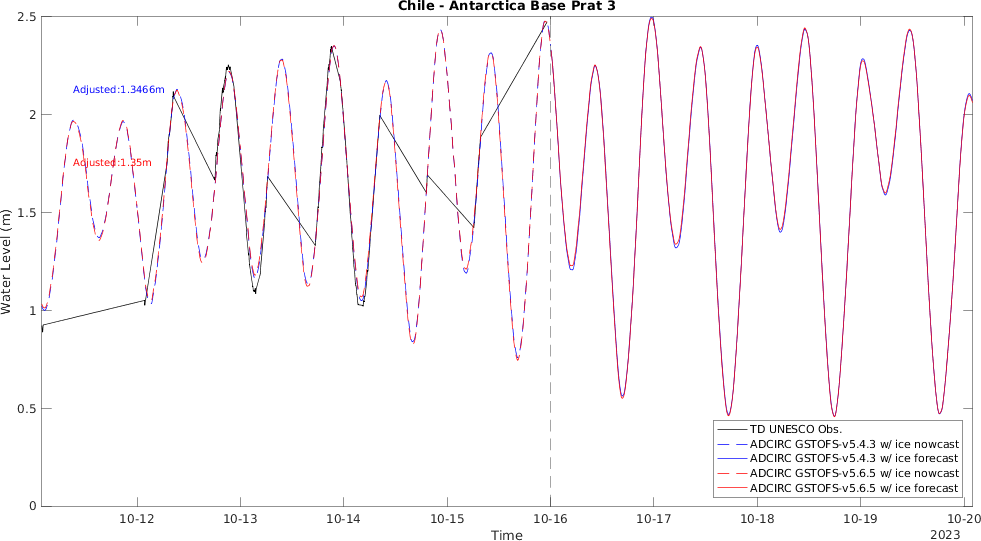 Chile - Antarctica Base Prat 3
2.5
2
1.5
1
0.5
0
Water Level (m)
Adjusted:1.3466m
Adjusted:1.35m
TD UNESCO Obs.
ADCIRC GSTOFS-v5.4.3 w/ ice nowcast
ADCIRC GSTOFS-v5.4.3 w/ ice forecast
ADCIRC GSTOFS-v5.6.5 w/ ice nowcast
ADCIRC GSTOFS-v5.6.5 w/ ice forecast
10-12 10-13 10-14 10-15 10-16 10-17 10-18 10-19 10-20
Time
2023